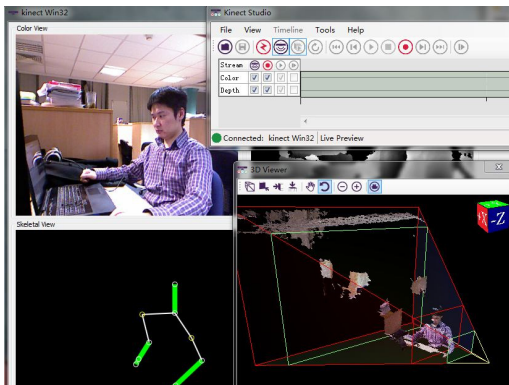 kinect Win32
Color View
Skeletal View
Kinect Studio
File View Timeline Tools Help
Stream
Color
Depth
Connected: kinect Win32 Live Preview
3D Viewer
X
-Z